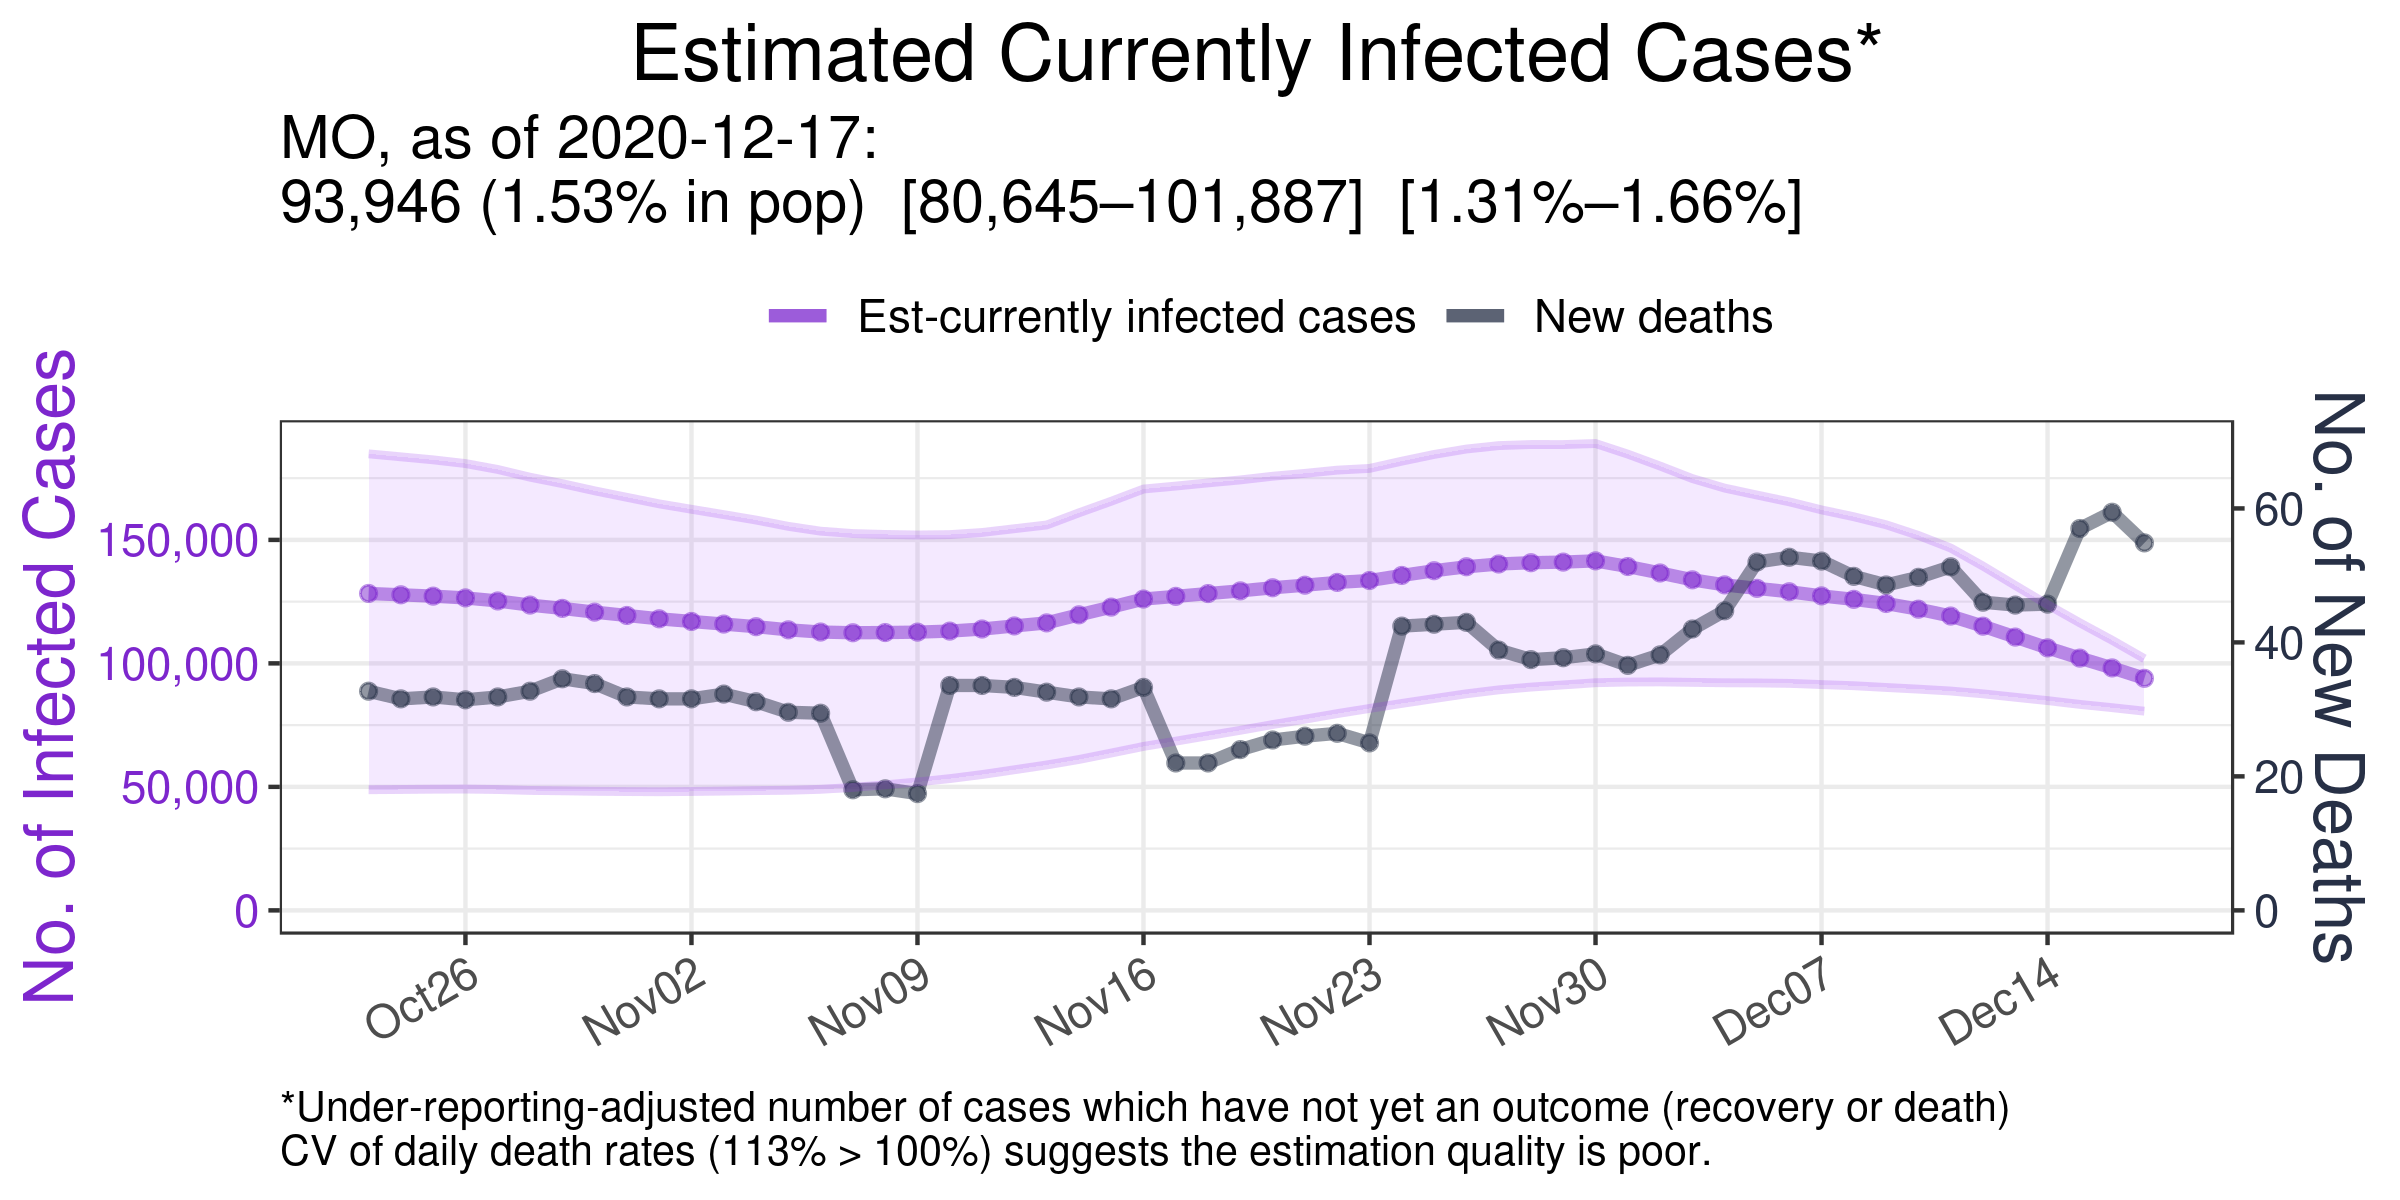 Estimated Currently Infected Cases*
MO, as of 2020-12-17:
93,946 (1.53% in pop)  [80,645–101,887]  [1.31%–1.66%]
Est-currently infected cases
New deaths
No. of Infected Cases
150,000
100,000
50,000
0
60
40
20
0
No. of New Deaths
Oct26
Nov02
Nov09
Nov16
Nov23
Nov30
Dec07
Dec14
*Under-reporting-adjusted number of cases which have not yet an outcome (recovery or death)
CV of daily death rates (113% > 100%) suggests the estimation quality is poor.